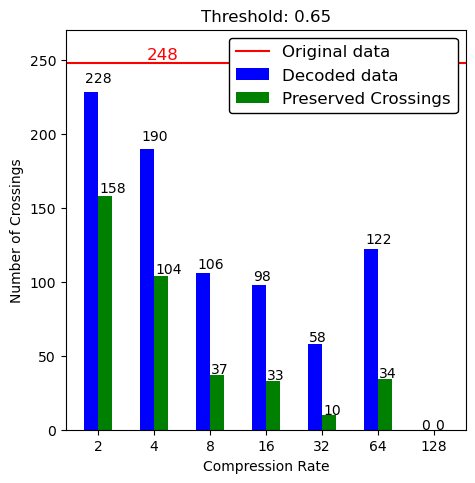 Threshold: 0.65
248
Original data
Decoded data
Preserved Crossings
250
200
150
100
50
0
Number of Crossings
228
158
190
104
106
37
98
33
58
10
122
34
0 0
2 4 8 16 32 64 128
Compression Rate